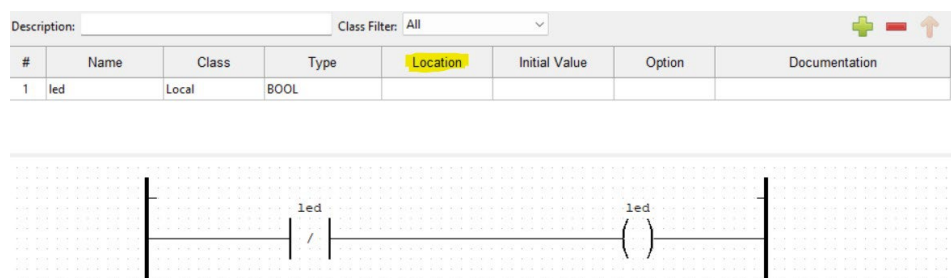 Description: Class Filter: All
# Name Class Type Location Initial Value Option Documentation
1 led Local BOOL
led led